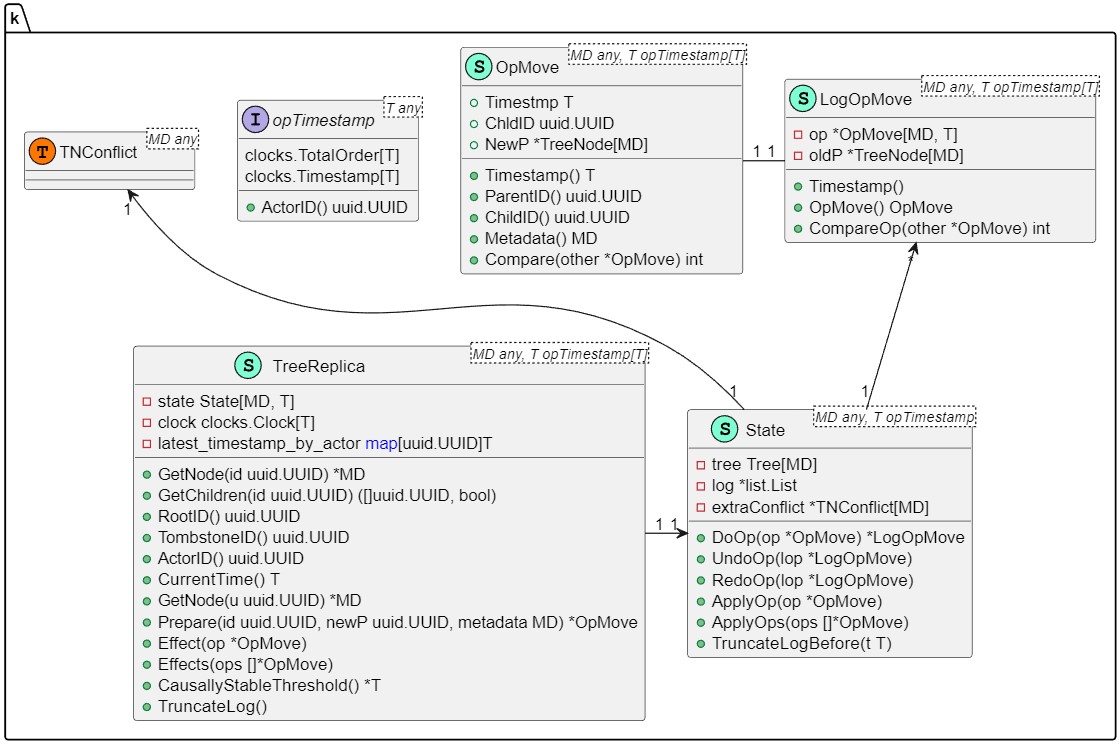 k
T TNConflict
MD any
I opTimestamp
T any
clocks.TotalOrder[T]
clocks.Timestamp[T]
ActorID() uuid.UUID
S OpMove
MD any, T opTimestamp[T]
Timestmp T
ChldID uuid.UUID
NewP *TreeNode[MD]
Timestamp() T
ParentID() uuid.UUID
ChildID() uuid.UUID
Metadata() MD
Compare(other *OpMove) int
1 1
S LogOpMove
MD any, T opTimestamp[T]
op *OpMove[MD, T]
oldP *TreeNode[MD]
Timestamp()
OpMove() OpMove
CompareOp(other *OpMove) int
1
*
1
1
S TreeReplica
MD any, T opTimestamp[T]
state State[MD, T]
clock clocks.Clock[T]
latest_timestamp_by_actor map[uuid.UUID]T
GetNode(id uuid.UUID) *MD
GetChildren(id uuid.UUID) ([]uuid.UUID, bool)
RootID() uuid.UUID
TombstoneID() uuid.UUID
ActorID() uuid.UUID
CurrentTime() T
GetNode(u uuid.UUID) *MD
Prepare(id uuid.UUID, newP uuid.UUID, metadata MD) *OpMove
Effect(op *OpMove)
Effects(ops []*OpMove)
CausallyStableThreshold() *T
TruncateLog()
1 1
S State
MD any, T opTimestamp
tree Tree[MD]
log *list.List
extraConflict *TNConflict[MD]
DoOp(op *OpMove) *LogOpMove
UndoOp(lop *LogOpMove)
RedoOp(lop *LogOpMove)
ApplyOp(op *OpMove)
ApplyOps(ops []*OpMove)
TruncateLogBefore(t T)